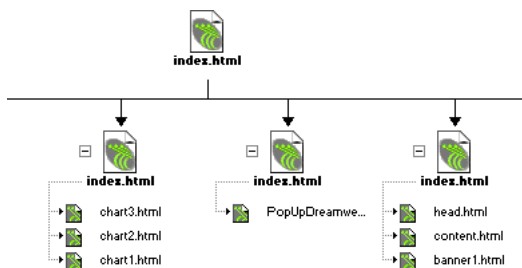 index.html
index.html
index.html
index.html
chart3.html
PopUpDreamwe...
head.html
chart2.html
content.html
chart1.html
banner1.html